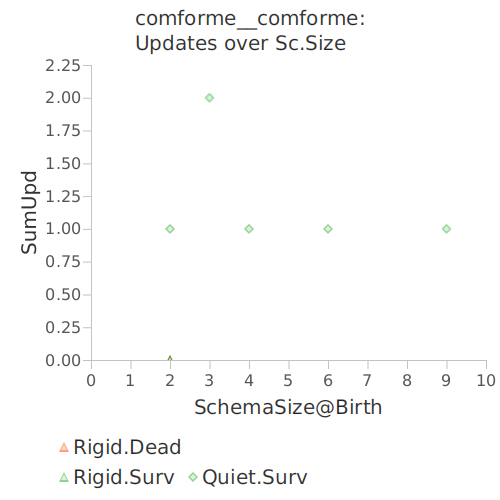 comforme__comforme:
Updates over Sc.Size
2.25
2.00
1.75
1.50
1.25
1.00
0.75
0.50
0.25
0.00
SumUpd
0 1 2 3 4 5 6 7 8 9 10
SchemaSize@Birth
Rigid.Dead
Rigid.Surv Quiet.Surv